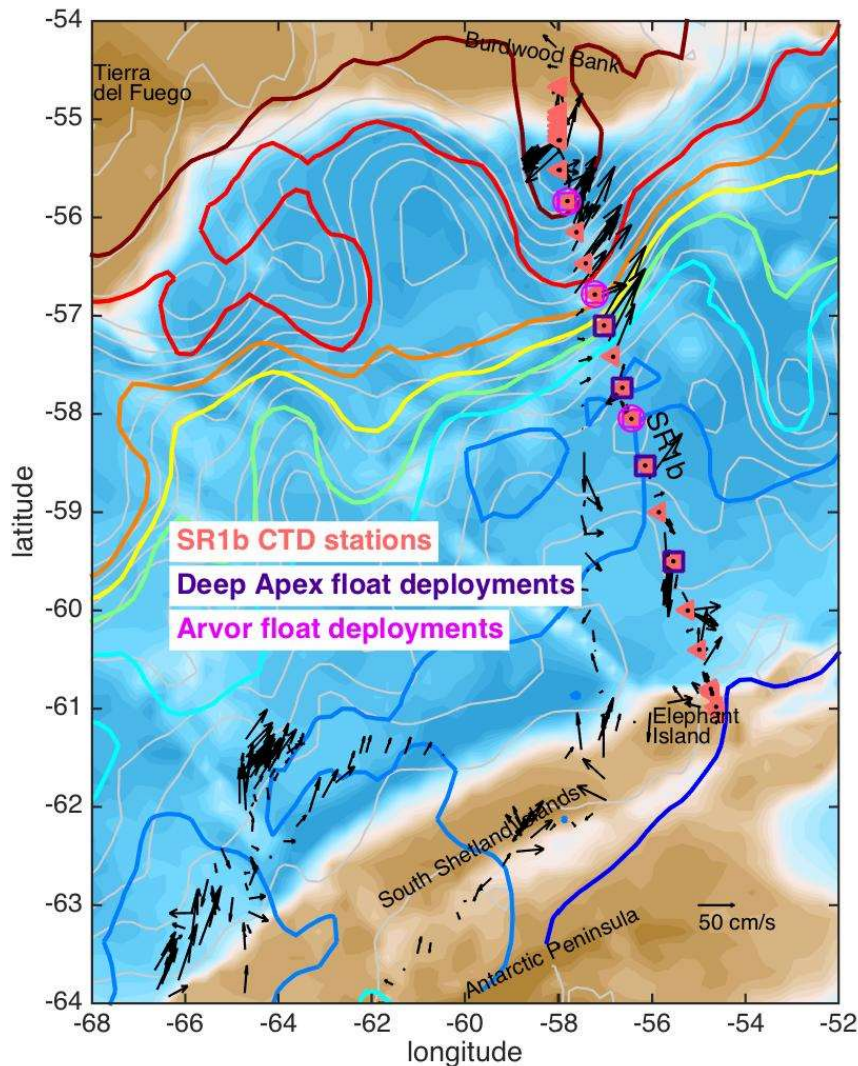 -54
-55
-56
-57
-58
-59
-60
-61
-62
-63
-64
latitude
-68
-66
-64
-62
-60
-58
-56
-54
-52
longitude
Burdwood Bank
Tierra
del Fuego
SR1b
SR1b CTD stations
Deep Apex float deployments
Arvor float deployments
Elephant
Island
South Shetland Islands
50 cm/s
Antarctic Peninsula